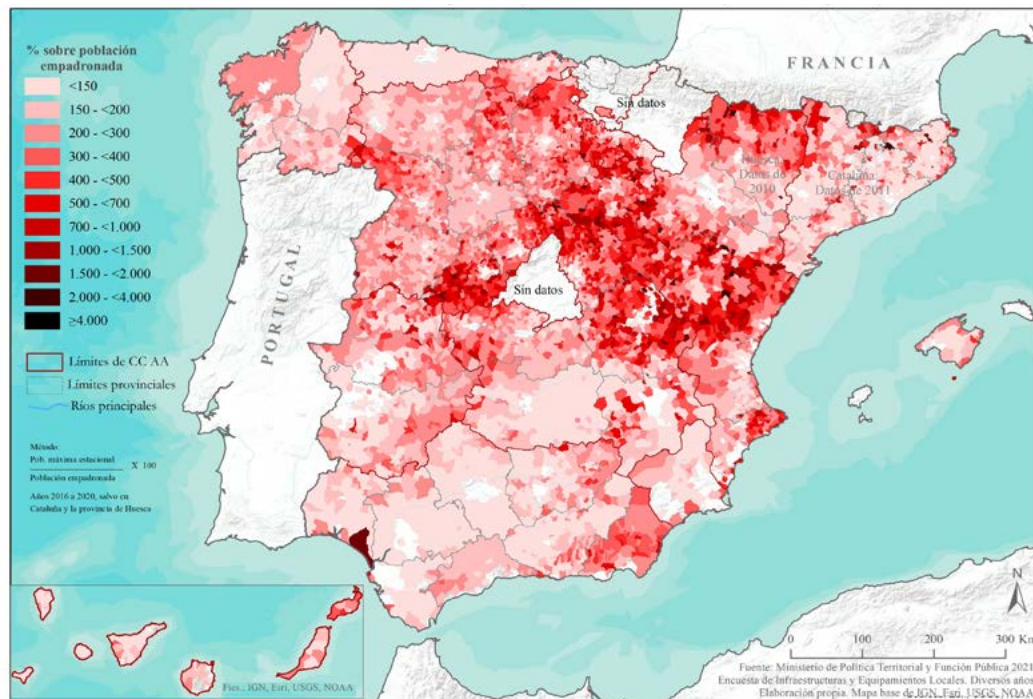 % sobre población
empadronada
<150
150 - <200
200 - <300
300 - <400
400 - <500
500 - <700
700 - <1.000
1.000 - <1.500
1.500 - <2.000
2.000 - <4.000
≥4.000
Límites de CC AA
Límites provinciales
Ríos principales
Método:
Pob. máxima estacional
X 100
Población empadronada
Años 2016 a 2020, salvo en
Cataluña y la provincia de Huesca
FRANCIA
Sin datos
Huesca
Datos de
2010
Cataluña
Datos de 2011
Sin datos
PORTUGAL
N
0 100 200 300 Km
Ftes.: IGN, Esri, USGS, NOAA
Fuente: Ministerio de Política Territorial y Función Pública 2021
Encuesta de Infraestructuras y Equipamientos Locales. Diversos años
Elaboración propia. Mapa base de IGN, Esri, USGS, NOAA